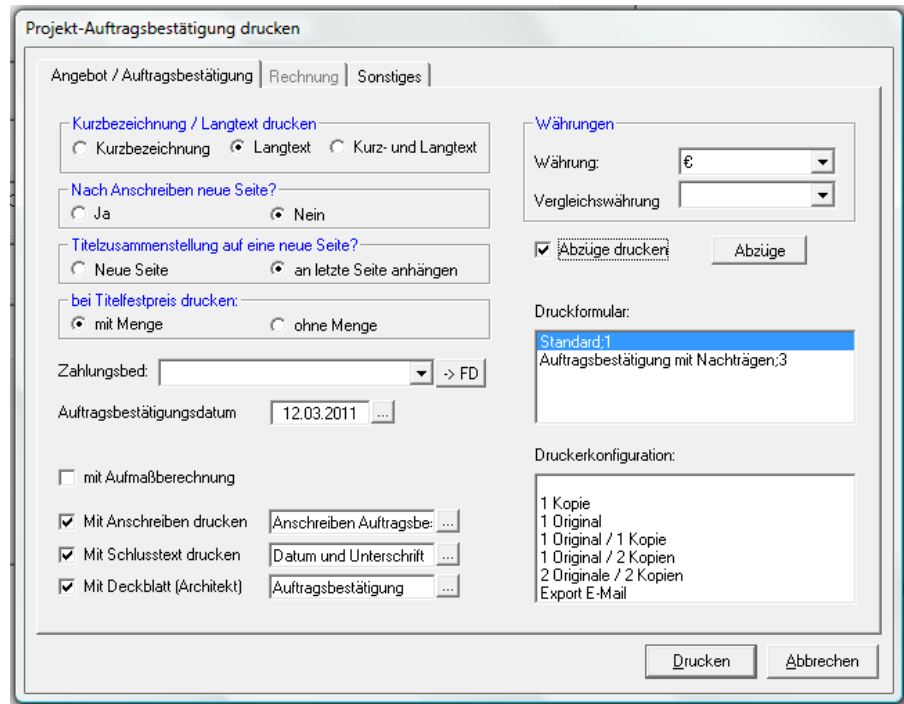 Projekt-Auftragsbestätigung drucken
Angebot / Auftragsbestätigung Rechnung Sonstiges
Kurzbezeichnung / Langtext drucken
Kurzbezeichnung Langtext Kurz- und Langtext
Nach Anschreiben neue Seite?
Ja Nein
Titelzusammenstellung auf eine neue Seite?
Neue Seite an letzte Seite anhängen
bei Titelfestpreis drucken:
mit Menge ohne Menge
Zahlungsbed: -> FD
Auftragsbestätigungsdatum 12.03.2011 ...
mit Aufmaßberechnung
Mit Anschreiben drucken Anschreiben Auftragsbe: ...
Mit Schlusstext drucken Datum und Unterschrift ...
Mit Deckblatt (Architekt) Auftragsbestätigung ...
Währungen
Währung: €
Vergleichswährung
Abzüge drucken Abzüge
Druckformular:
Standard;1
Auftragsbestätigung mit Nachträgen;3
Druckerkonfiguration:
1 Kopie
1 Original
1 Original / 1 Kopie
1 Original / 2 Kopien
2 Originale / 2 Kopien
Export E-Mail
Drucken Abbrechen